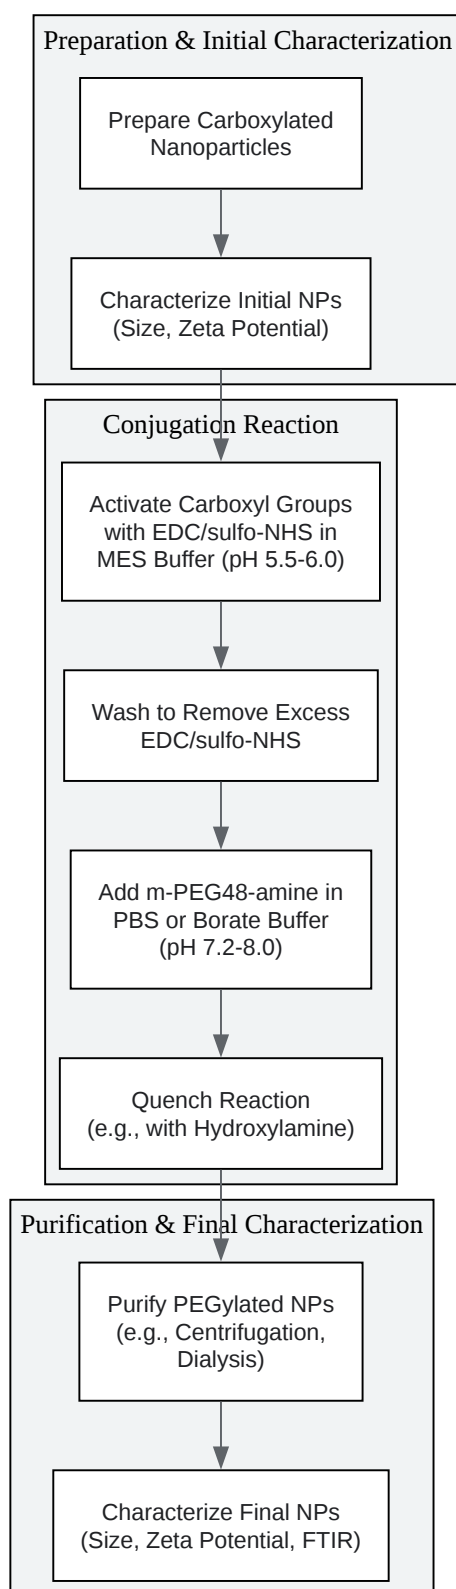 Preparation & Initial Characterization
Prepare Carboxylated
Nanoparticles
Characterize Initial NPs
(Size, Zeta Potential)
Conjugation Reaction
Activate Carboxyl Groups
with EDC/sulfo-NHS in
MES Buffer (pH 5.5-6.0)
Wash to Remove Excess
EDC/sulfo-NHS
Add m-PEG48-amine in
PBS or Borate Buffer
(pH 7.2-8.0)
Quench Reaction
(e.g., with Hydroxylamine)
Purification & Final Characterization
Purify PEGylated NPs
(e.g., Centrifugation,
Dialysis)
Characterize Final NPs
(Size, Zeta Potential, FTIR)